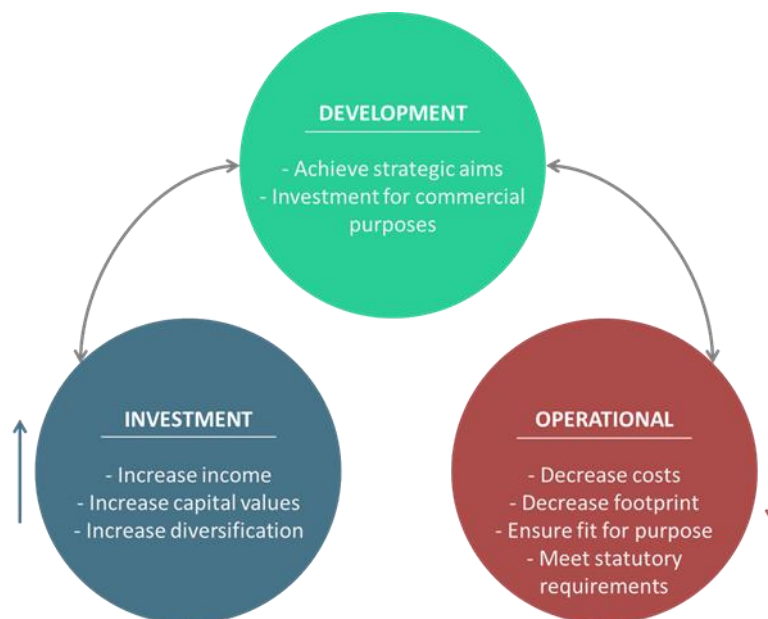 DEVELOPMENT
- Achieve strategic aims
- Investment for commercial
purposes
INVESTMENT
- Increase income
- Increase capital values
- Increase diversification
OPERATIONAL
- Decrease costs
- Decrease footprint
- Ensure fit for purpose
- Meet statutory
requirements